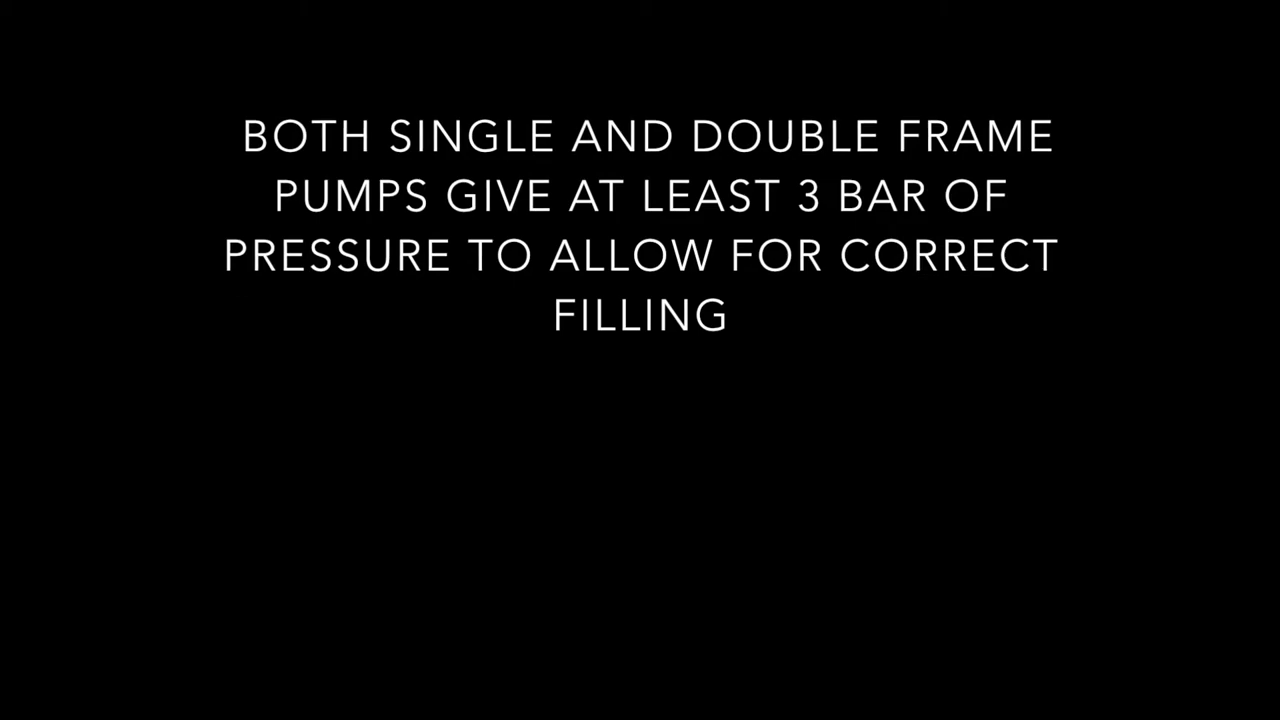 BOTH SINGLE AND DOUBLE FRAME
PUMPS GIVE AT LEAST 3 BAR OF
PRESSURE TO ALLOW FOR CORRECT
FILLING